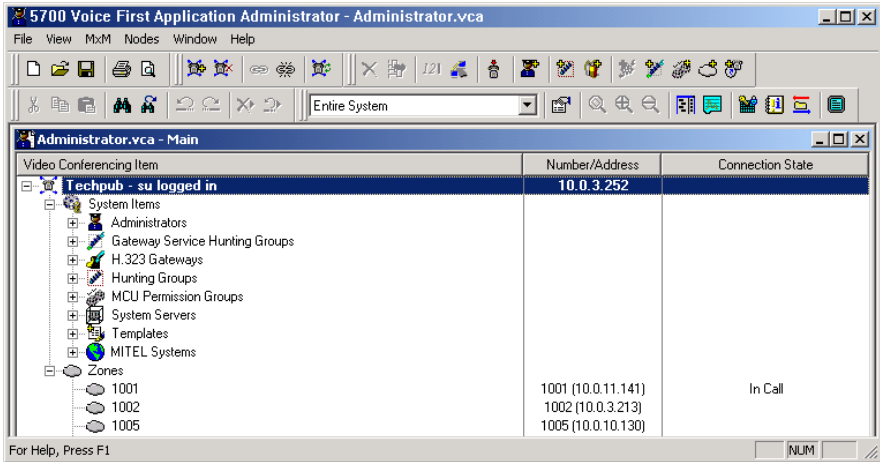 5700 Voice First Application Administrator - Administrator.vca
File View MxM Nodes Window Help
121
Entire System
Administrator.vca - Main
Video Conferencing Item Number/Address Connection State
Techpub - su logged in 10.0.3.252
System Items
Administrators
Gateway Service Hunting Groups
H.323 Gateways
Hunting Groups
MCU Permission Groups
System Servers
Templates
MITEL Systems
Zones
1001 1001 (10.0.11.141) In Call
1002 1002 (10.0.3.213)
1005 1005 (10.0.10.130)
For Help, Press F1 NUM